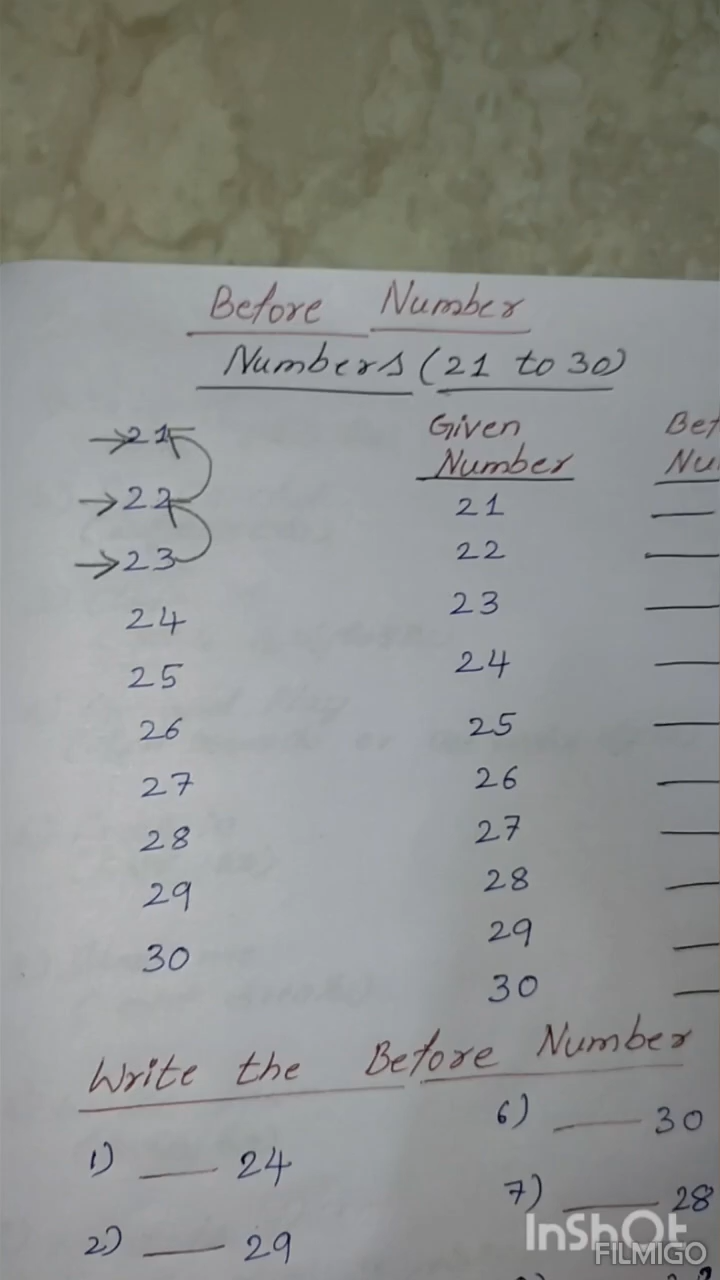 Before Number
Numbers (21 to 30)
→21
→22
→23
24
25
26
27
28
29
30
Given
Number
21
22
23
24
25
26
27
28
29
30
Write the Before Number
1) ___ 24
2) ___ 29
6) ___ 30
7) ___ 28
InShOt
FILMIGO